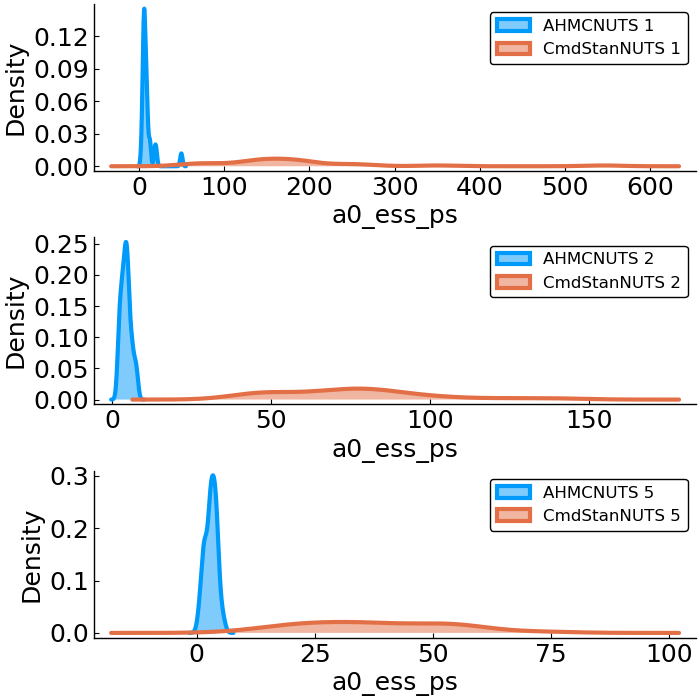 AHMCNUTS 1
CmdStanNUTS 1
Density
0.12
0.09
0.06
0.03
0.00
0 100 200 300 400 500 600
a0_ess_ps
AHMCNUTS 2
CmdStanNUTS 2
Density
0.25
0.20
0.15
0.10
0.05
0.00
0 50 100 150
a0_ess_ps
AHMCNUTS 5
CmdStanNUTS 5
Density
0.3
0.2
0.1
0.0
0 25 50 75 100
a0_ess_ps